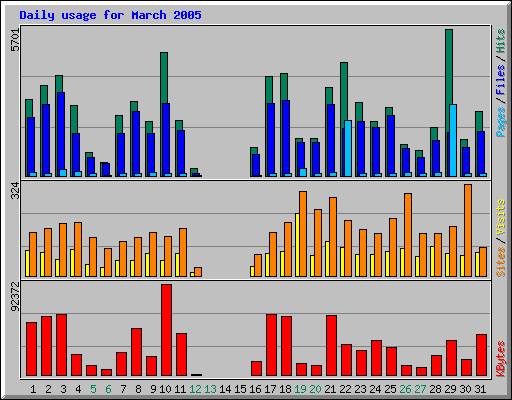 Daily usage for March 2005
5701
Pages / Files / Hits
324
Sites / Visits
92372
KBytes
1 2 3 4 5 6 7 8 9 10 11 12 13 14 15 16 17 18 19 20 21 22 23 24 25 26 27 28 29 30 31